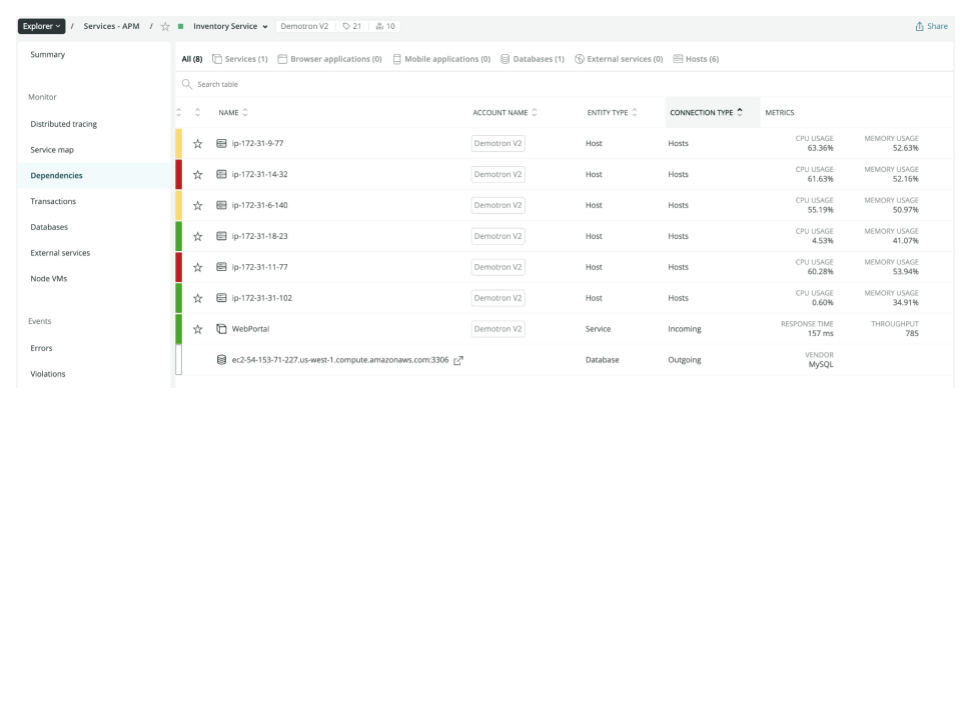 Explorer / Services - APM / Inventory Service Demotron V2 21 10 Share
Summary
Monitor
Distributed tracing
Service map
Dependencies
Transactions
Databases
External services
Node VMs
Events
Errors
Violations
All (8) Services (1) Browser applications (0) Mobile applications (0) Databases (1) External services (0) Hosts (6)
Search table
NAME ACCOUNT NAME ENTITY TYPE CONNECTION TYPE METRICS
ip-172-31-9-77 Demotron V2 Host Hosts CPU USAGE 63.36% MEMORY USAGE 52.63%
ip-172-31-14-32 Demotron V2 Host Hosts CPU USAGE 61.63% MEMORY USAGE 52.16%
ip-172-31-6-140 Demotron V2 Host Hosts CPU USAGE 55.19% MEMORY USAGE 50.97%
ip-172-31-18-23 Demotron V2 Host Hosts CPU USAGE 4.53% MEMORY USAGE 41.07%
ip-172-31-11-77 Demotron V2 Host Hosts CPU USAGE 60.28% MEMORY USAGE 53.94%
ip-172-31-31-102 Demotron V2 Host Hosts CPU USAGE 0.60% MEMORY USAGE 34.91%
WebPortal Demotron V2 Service Incoming RESPONSE TIME 157 ms THROUGHPUT 785
ec2-54-153-71-227.us-west-1.compute.amazonaws.com:3306 Database Outgoing VENDOR MySQL